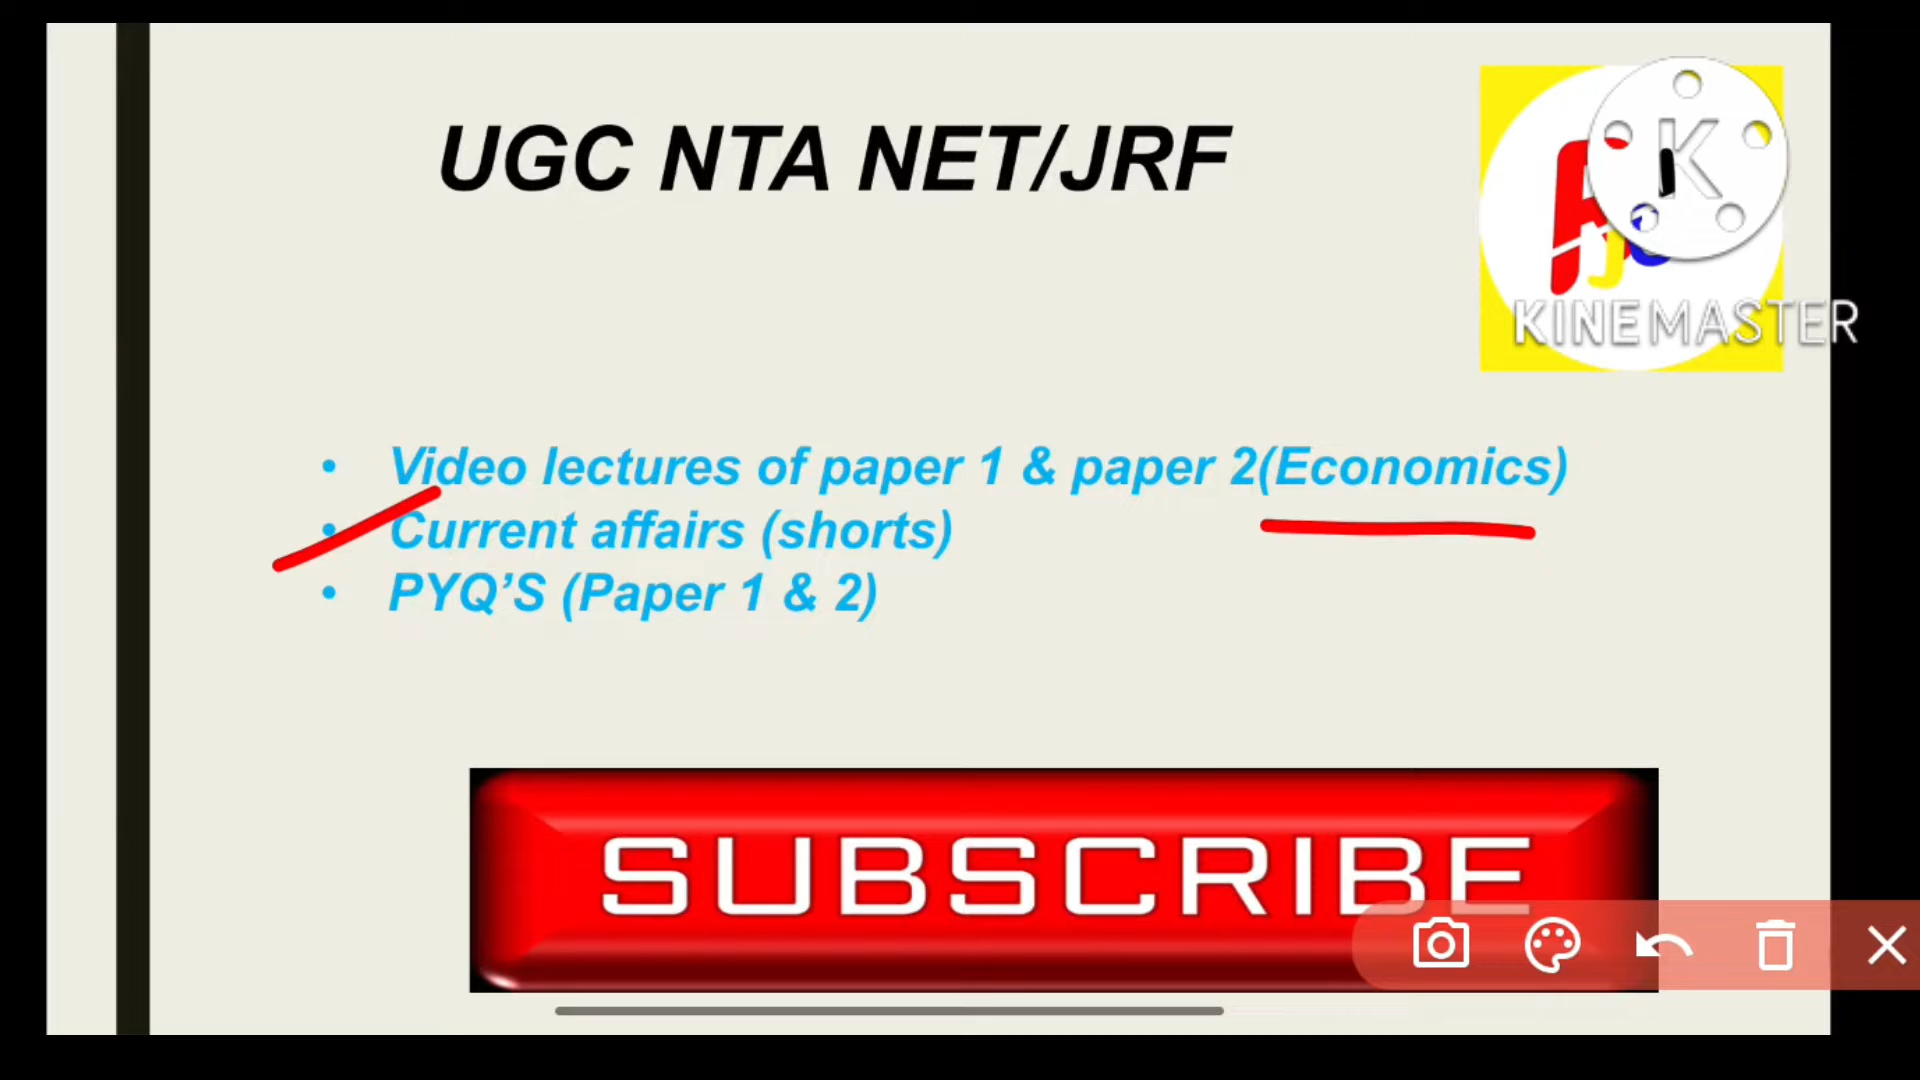 UGC NTA NET/JRF
K
KINEMASTER
• Video lectures of paper 1 & paper 2(Economics)
• Current affairs (shorts)
• PYQ’S (Paper 1 & 2)
SUBSCRIBE